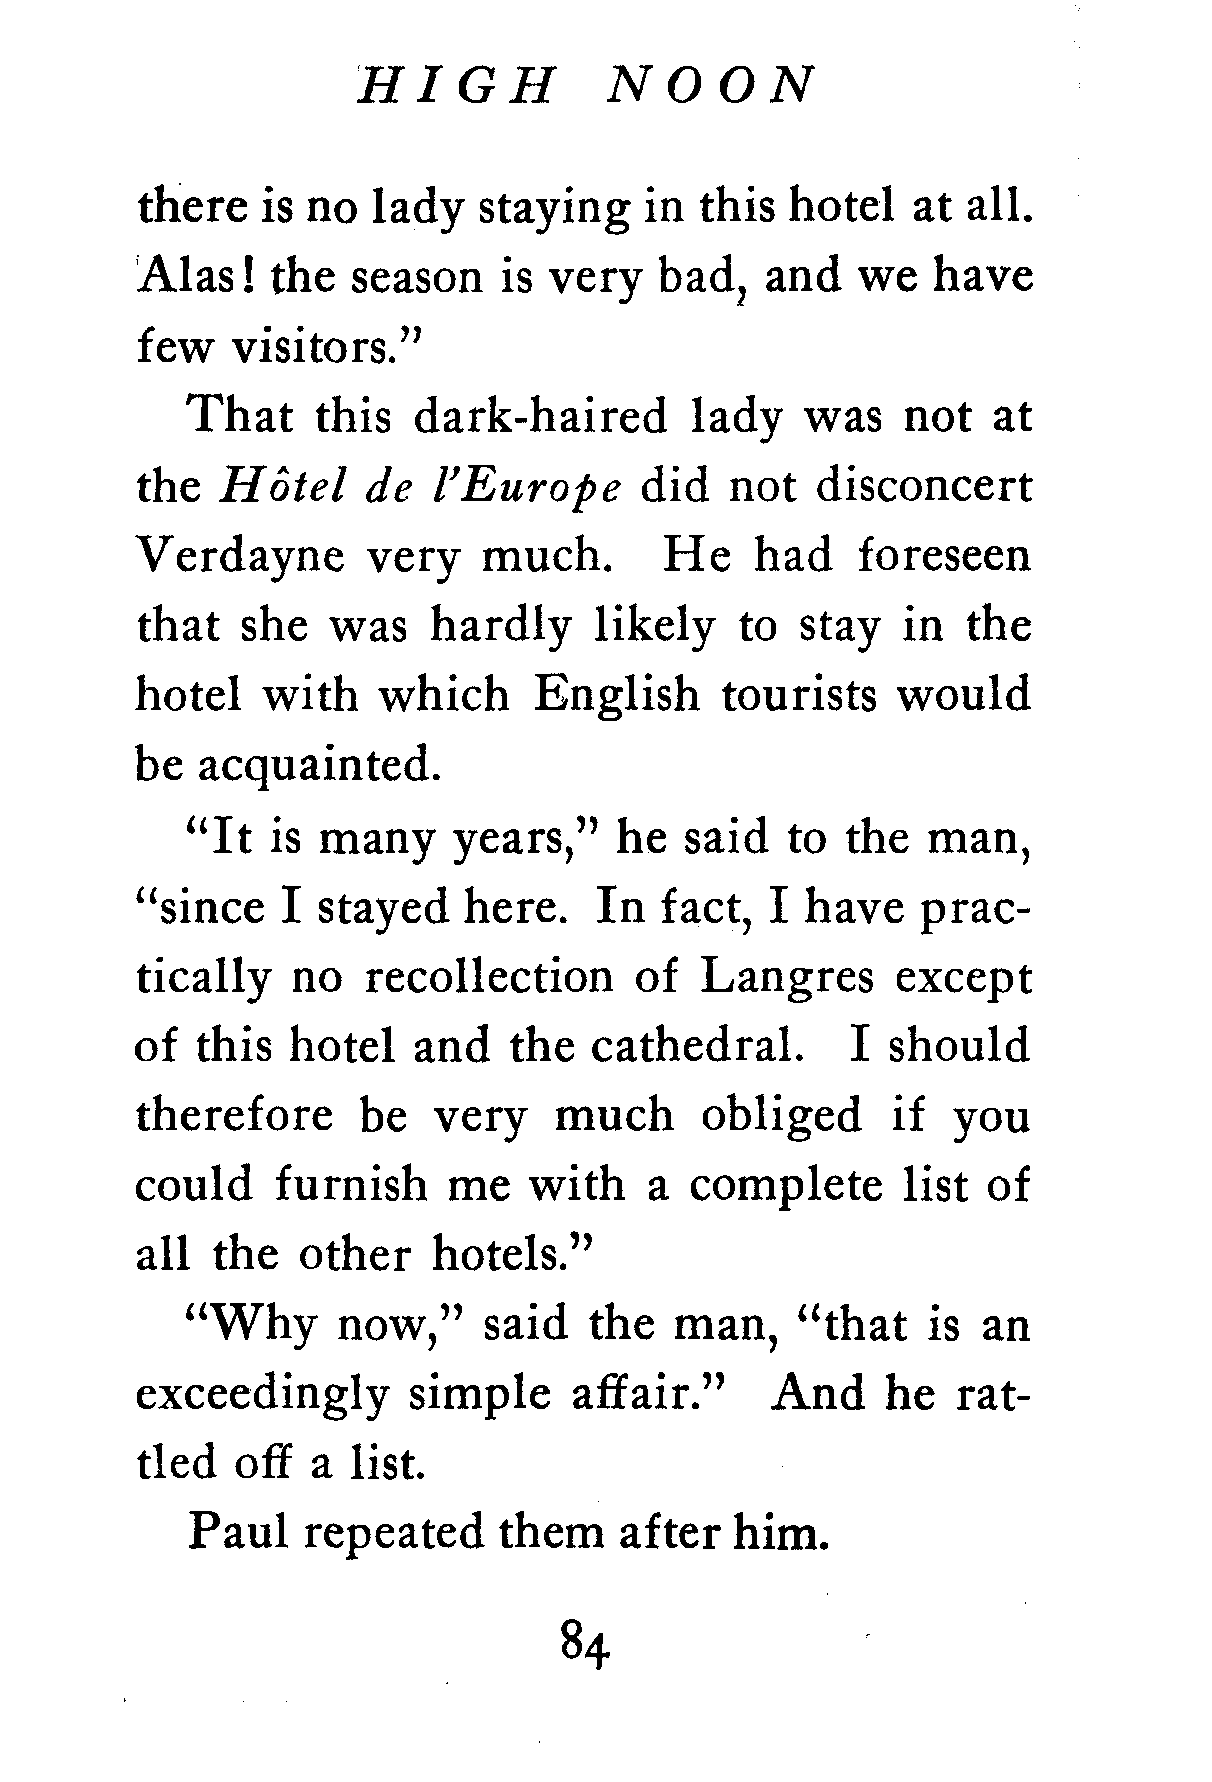 HIGH NOON
there is no lady staying in this hotel at all.
Alas! the season is very bad, and we have
few visitors."
That this dark-haired lady was not at
the Hôtel de l'Europe did not disconcert
Verdayne very much. He had foreseen
that she was hardly likely to stay in the
hotel with which English tourists would
be acquainted.
"It is many years," he said to the man,
"since I stayed here. In fact, I have prac-
tically no recollection of Langres except
of this hotel and the cathedral. I should
therefore be very much obliged if you
could furnish me with a complete list of
all the other hotels."
"Why now," said the man, "that is an
exceedingly simple affair." And he rat-
tled off a list.
Paul repeated them after him.
84